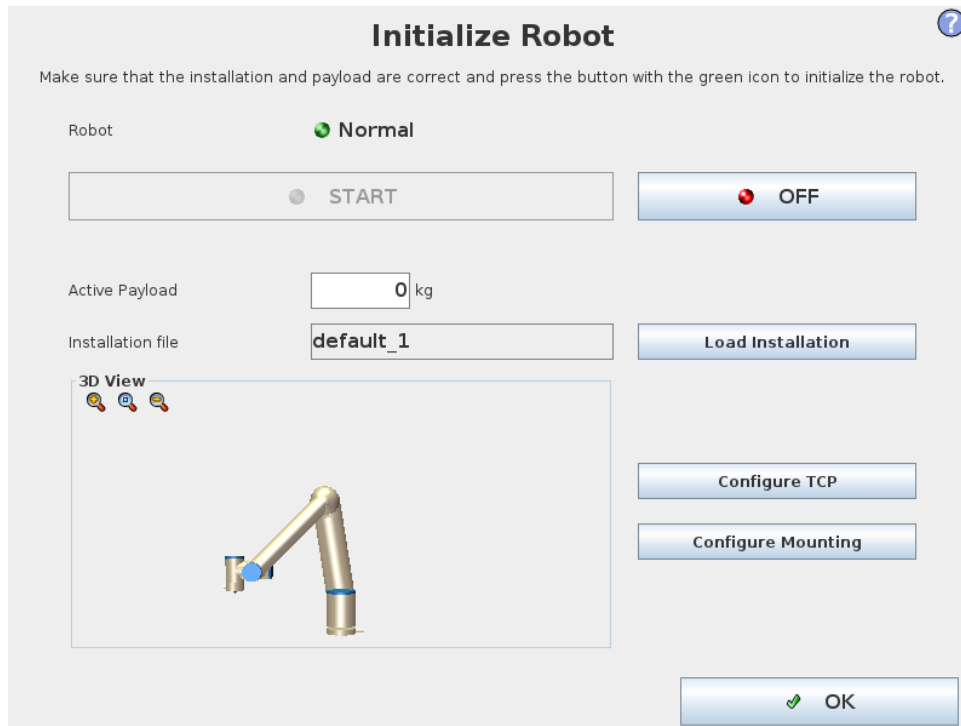 Initialize Robot
?
Make sure that the installation and payload are correct and press the button with the green icon to initialize the robot.
Robot
Normal
START
OFF
Active Payload
0 kg
Installation file
default_1
Load Installation
3D View
Configure TCP
Configure Mounting
OK